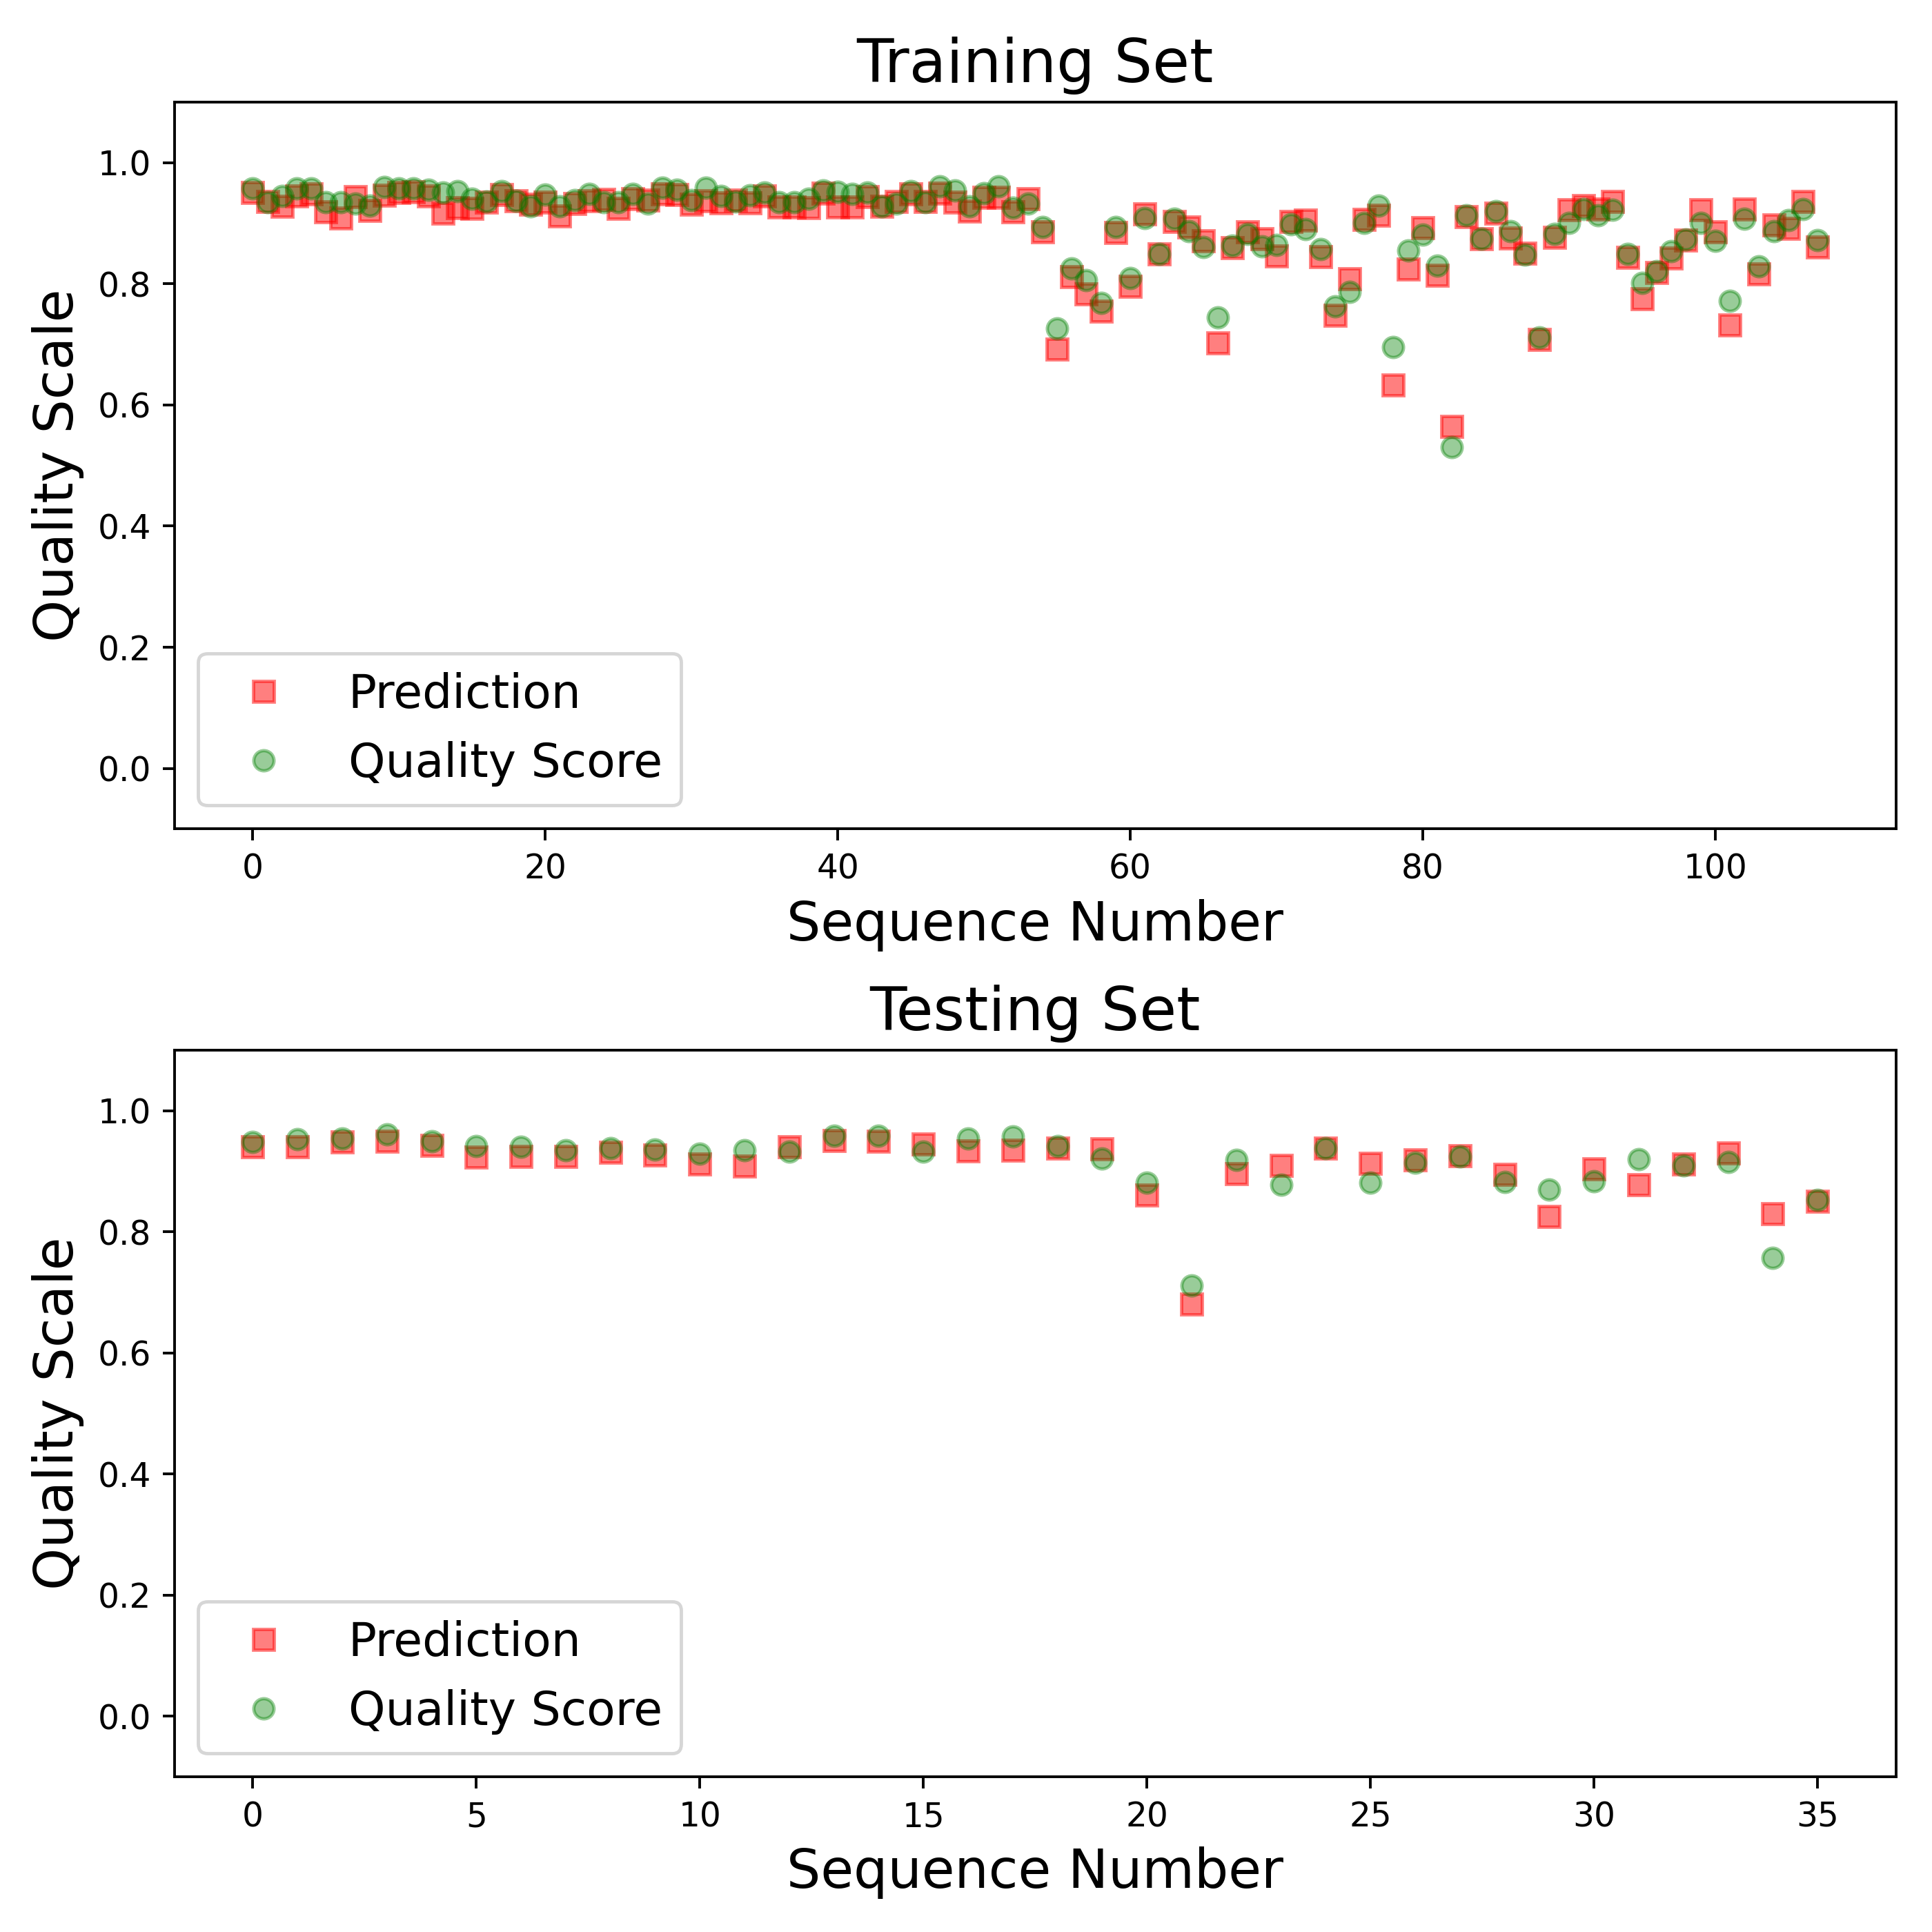 Training Set
Quality Scale
1.0
0.8
0.6
0.4
0.2
0.0
Prediction
Quality Score
0 20 40 60 80 100
Sequence Number
Testing Set
Quality Scale
1.0
0.8
0.6
0.4
0.2
0.0
Prediction
Quality Score
0 5 10 15 20 25 30 35
Sequence Number